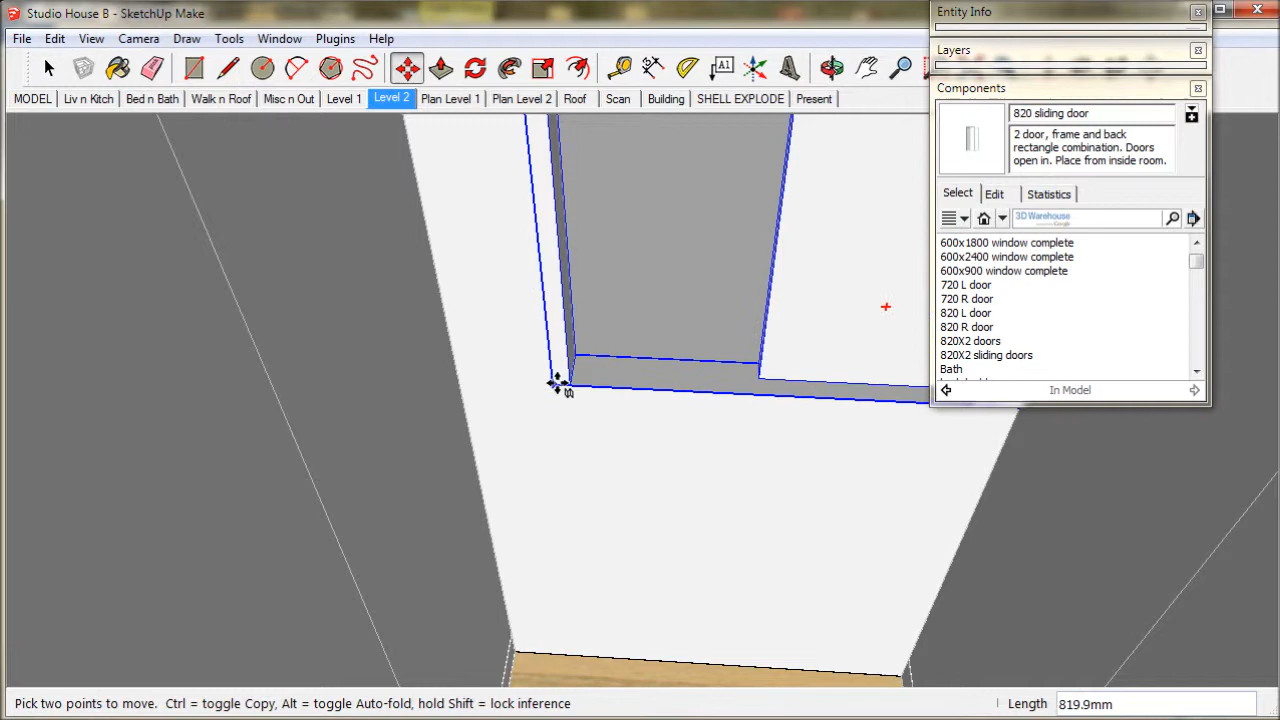 Studio House B - SketchUp Make
Entity Info
File Edit View Camera Draw Tools Window Plugins Help
Layers
A1
Components
MODEL Liv n Kitch Bed n Bath Walk n Roof Misc n Out Level 1 Level 2 Plan Level 1 Plan Level 2 Roof Scan Building SHELL EXPLODE Present
820 sliding door
2 door, frame and back
rectangle combination. Doors
open in. Place from inside room.
Select Edit Statistics
3D Warehouse
600x1800 window complete
600x2400 window complete
600x900 window complete
720 L door
720 R door
820 L door
820 R door
820X2 doors
820X2 sliding doors
Bath
In Model
Pick two points to move. Ctrl = toggle Copy, Alt = toggle Auto-fold, hold Shift = lock inference
Length 819.9mm